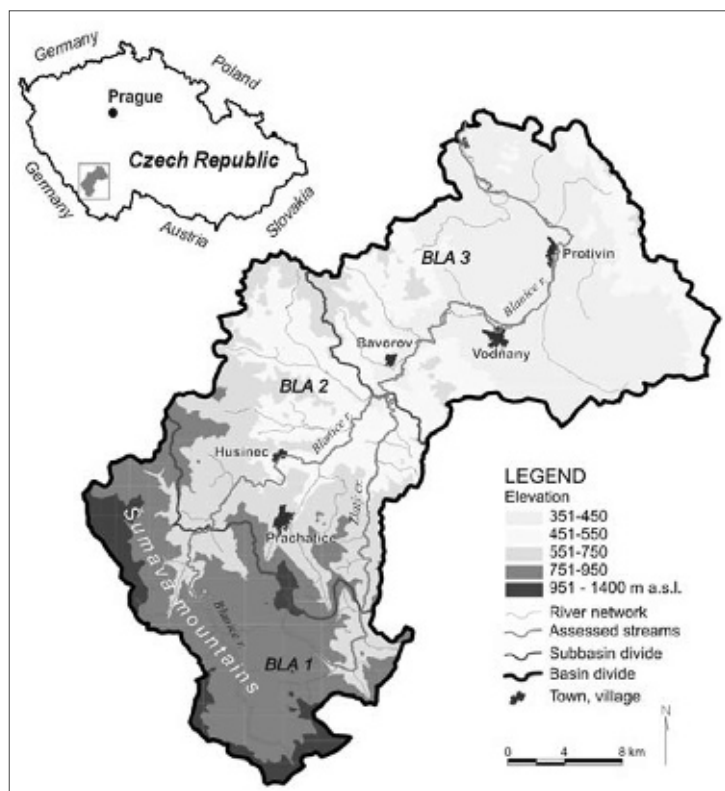 Germany
Poland
Prague
Czech Republic
Germany
Austria
Slovakia
BLA 3
Protivin
Blanice r.
Bavorov
Vodňany
BLA 2
Blanice r.
Husinec
Zlatý cr.
Prachatice
Šumava mountains
Blanice r.
BLA 1
LEGEND
Elevation
351-450
451-550
551-750
751-950
951 - 1400 m a.s.l.
River network
Assessed streams
Subbasin divide
Basin divide
Town, village
N
0 4 8 km